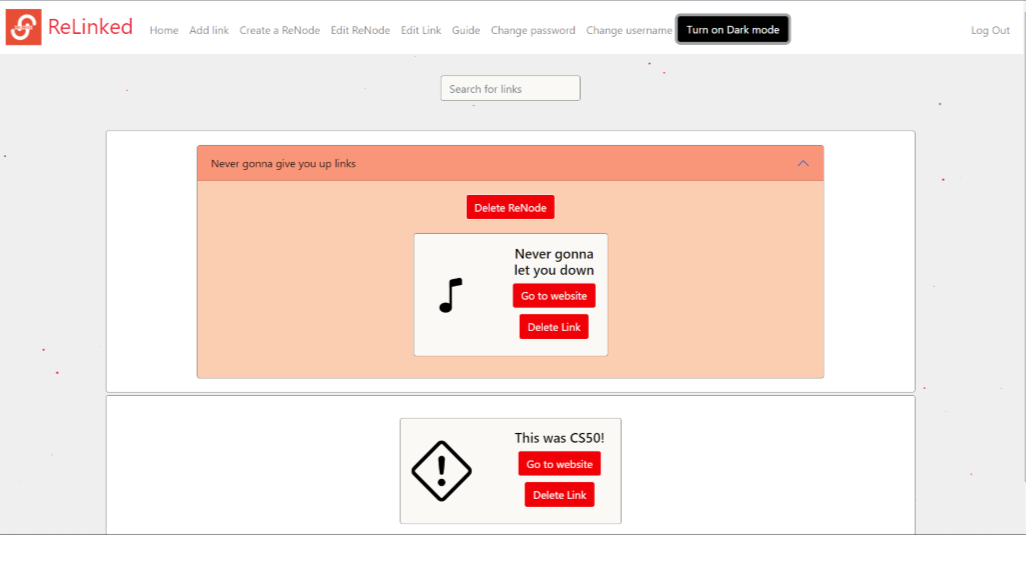 ReLinked Home Add link Create a ReNode Edit ReNode Edit Link Guide Change password Change username Turn on Dark mode Log Out
Search for links
Never gonna give you up links
Delete ReNode
Never gonna
let you down
Go to website
Delete Link
This was CS50!
Go to website
Delete Link